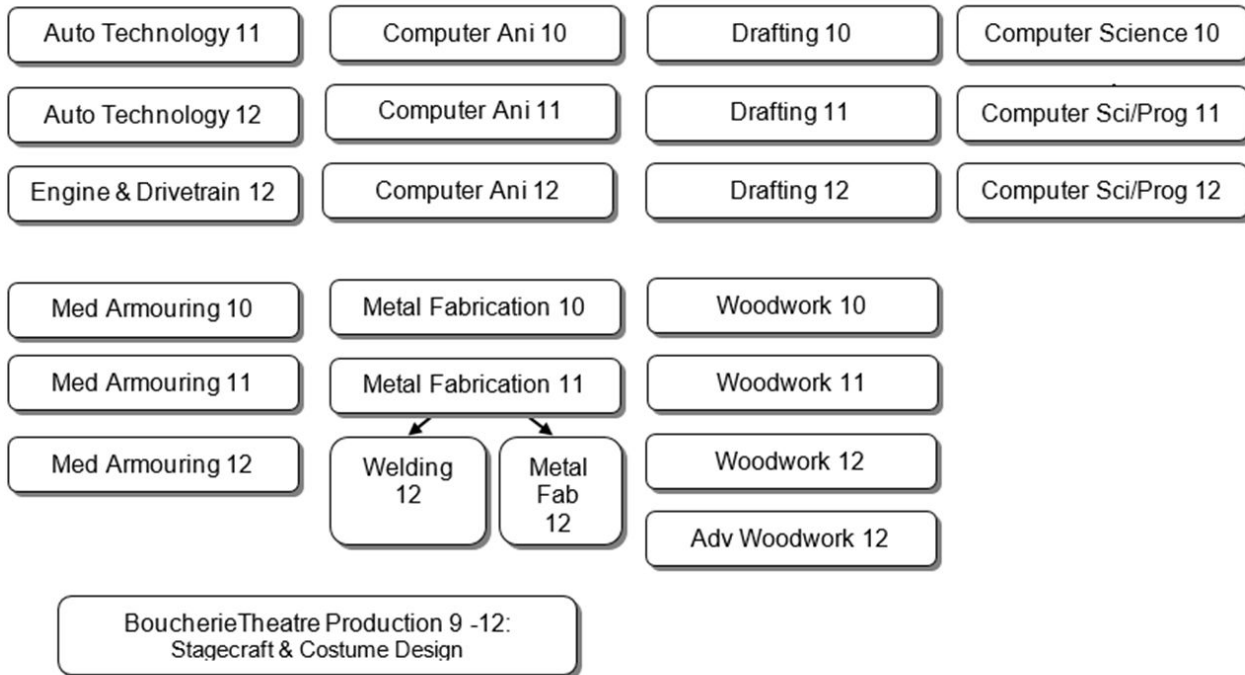 Auto Technology 11
Computer Ani 10
Drafting 10
Computer Science 10
Auto Technology 12
Computer Ani 11
Drafting 11
Computer Sci/Prog 11
Engine & Drivetrain 12
Computer Ani 12
Drafting 12
Computer Sci/Prog 12
Med Armouring 10
Metal Fabrication 10
Woodwork 10
Med Armouring 11
Metal Fabrication 11
Woodwork 11
Med Armouring 12
Welding
12
Metal
Fab
12
Woodwork 12
Adv Woodwork 12
BoucherieTheatre Production 9 -12:
Stagecraft & Costume Design